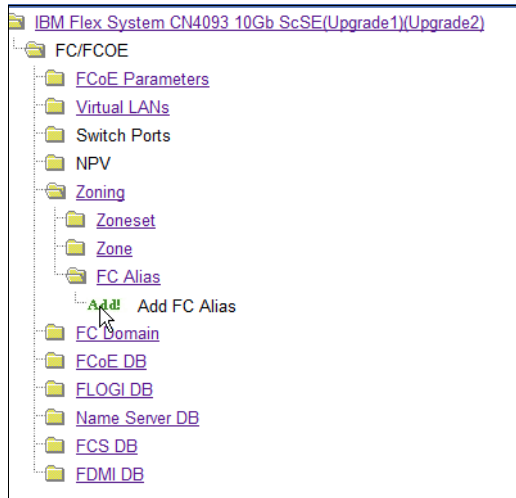 IBM Flex System CN4093 10Gb ScSE(Upgrade1)(Upgrade2)
FC/FCOE
FCoE Parameters
Virtual LANs
Switch Ports
NPV
Zoning
Zoneset
Zone
FC Alias
Add! Add FC Alias
FC Domain
FCoE DB
FLOGI DB
Name Server DB
FCS DB
FDMI DB